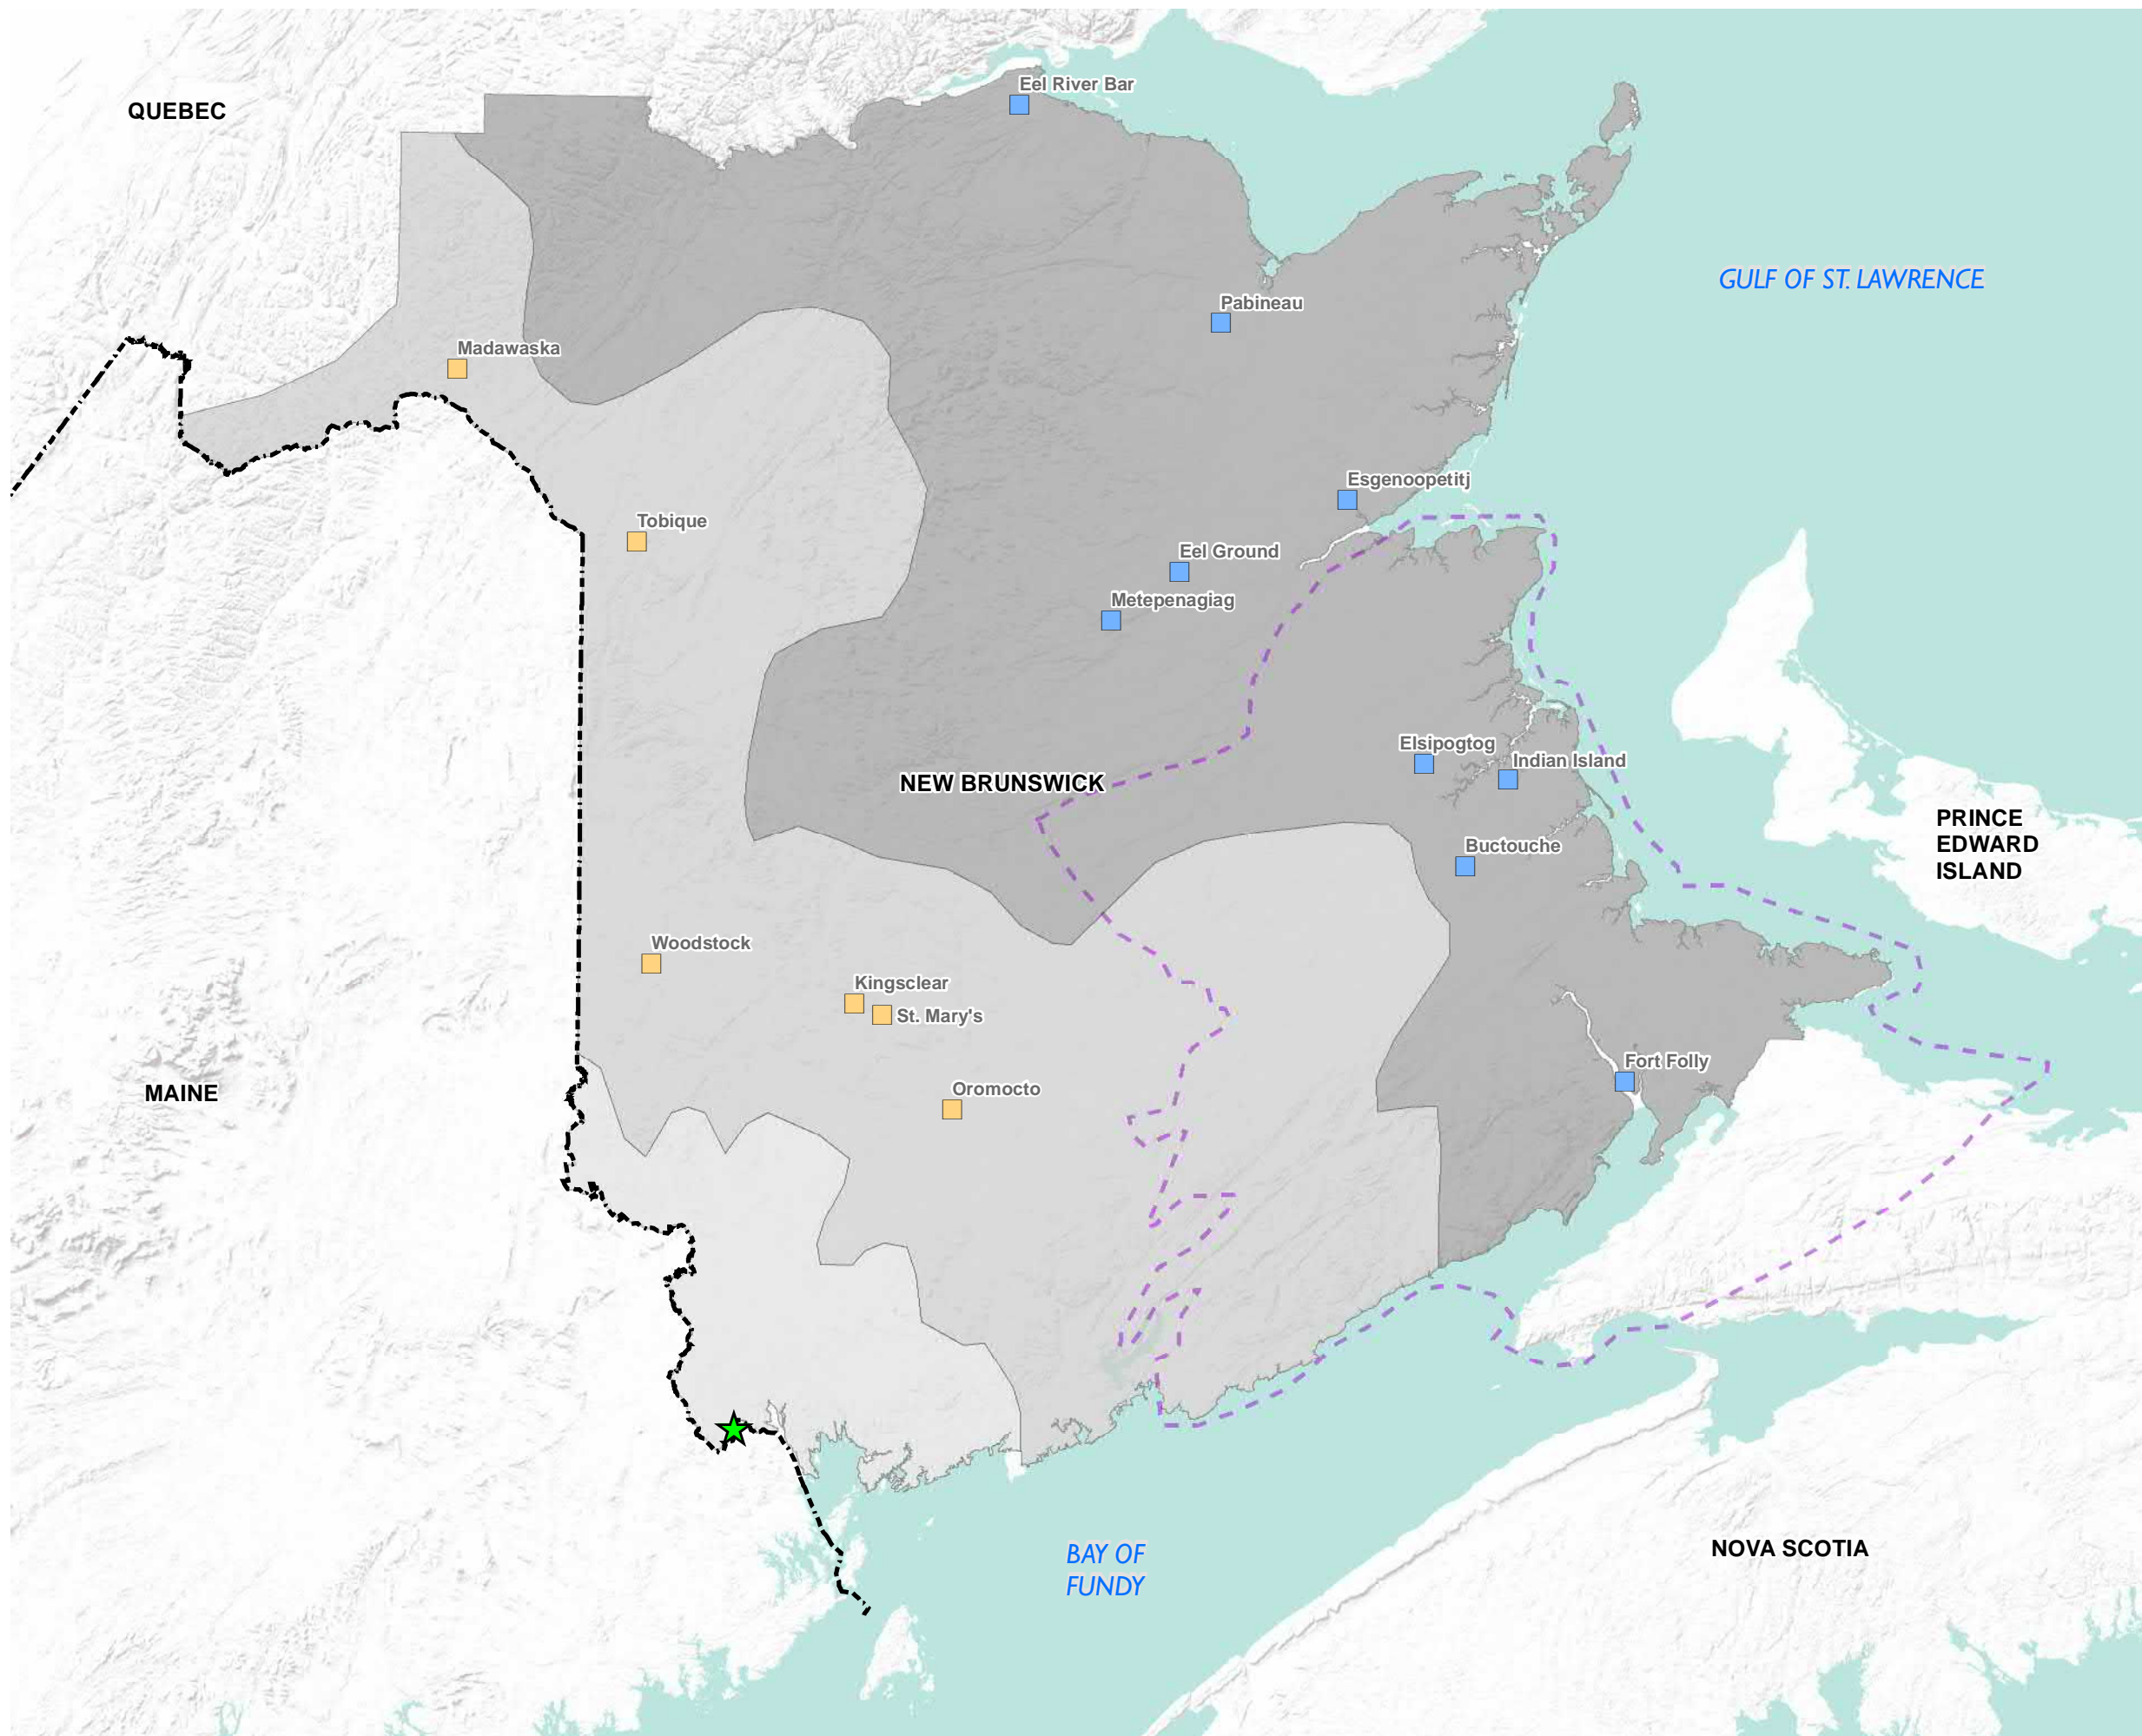 QUEBEC
Eel River Bar
GULF OF ST. LAWRENCE
Pabineau
Madawaska
Esgenoopetitj
Tobique
Eel Ground
Metepenagiag
Elsipogtog
Indian Island
NEW BRUNSWICK
PRINCE
EDWARD
ISLAND
Buctouche
Woodstock
Kingsclear
St. Mary's
Fort Folly
MAINE
Oromocto
NOVA SCOTIA
BAY OF
FUNDY